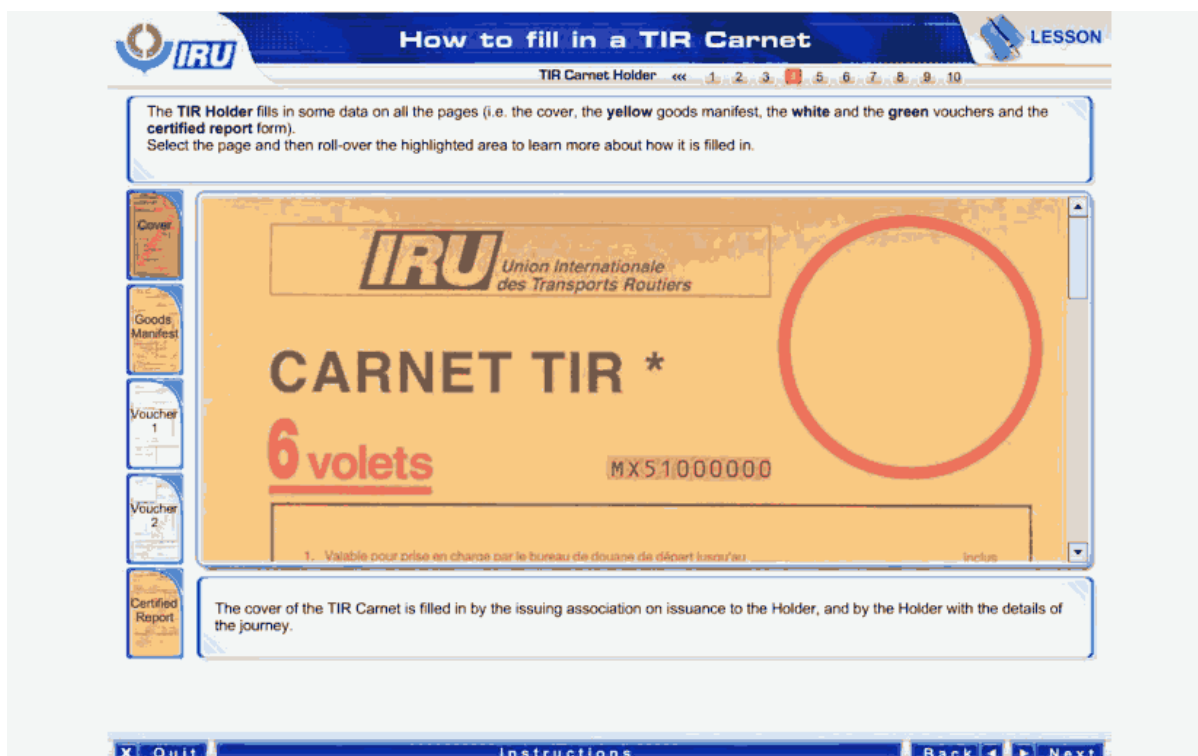 IRU
How to fill in a TIR Carnet
LESSON
TIR Carnet Holder ««« 1 2 3 4 5 6 7 8 9 10
The TIR Holder fills in some data on all the pages (i.e. the cover, the yellow goods manifest, the white and the green vouchers and the
certified report form).
Select the page and then roll-over the highlighted area to learn more about how it is filled in.
Cover
Goods
Manifest
Voucher
1
Voucher
2
Certified
Report
IRU Union Internationale
des Transports Routiers
CARNET TIR *
6 volets
MX51000000
1. Valable pour prise en charge par le bureau de douane de départ jusqu'au inclus
The cover of the TIR Carnet is filled in by the issuing association on issuance to the Holder, and by the Holder with the details of
the journey.
X Quit Instructions Back Next